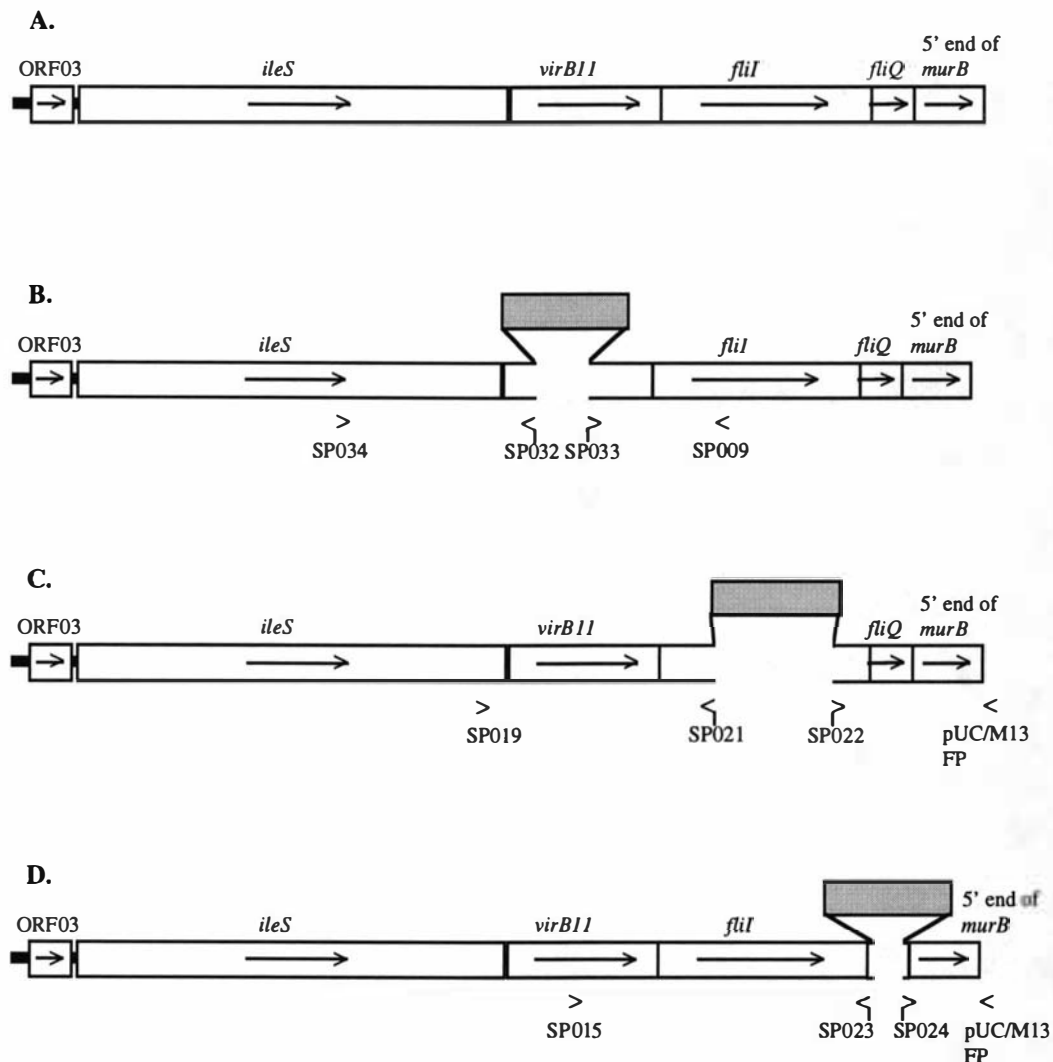 A.
5' end of
ORF03 ileS virB11 fliI fliQ murB
B.
5' end of
ORF03 ileS fliI fliQ murB
> < > <
SP034 SP032 SP033 SP009
C.
5' end of
ORF03 ileS virB11 fliQ murB
> < > <
SP019 SP021 SP022 pUC/M13
FP
D.
5' end of
ORF03 ileS virB11 fliI murB
> < > <
SP015 SP023 SP024 pUC/M13
FP